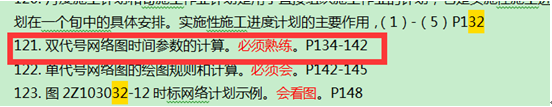 划在一个旬中的具体安排。实施性施工进度计划的主要作用，（1）-（5）P132
121. 双代号网络图时间参数的计算。必须熟练。P134-142
122. 单代号网络图的绘图规则和计算。必须会。P142-145
123. 图 2Z103032-12 时标网络计划示例。会看图。P148